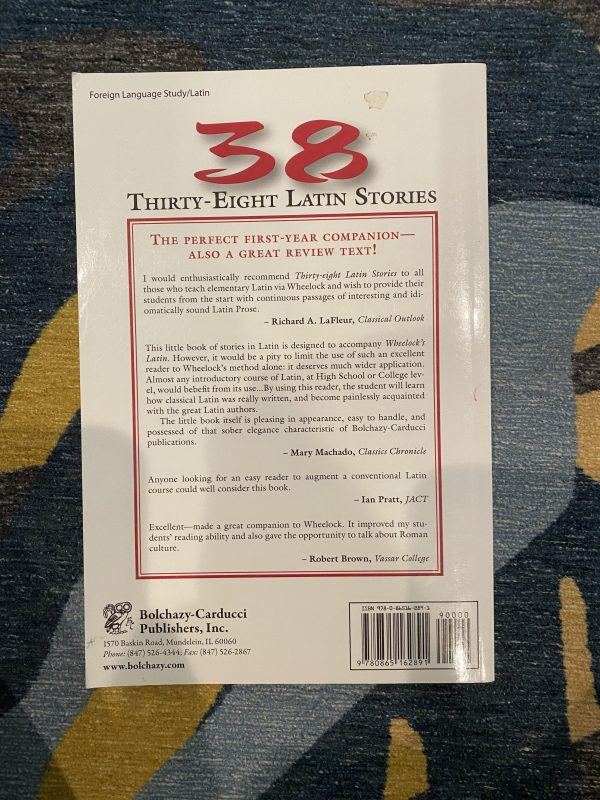 Foreign Language Study/Latin
38
Thirty-Eight Latin Stories
The perfect first-year companion—
also a great review text!
I would enthusiastically recommend Thirty-eight Latin Stories to all
those who teach elementary Latin via Wheelock and wish to provide their
students from the start with continuous passages of interesting and idi-
omatically sound Latin Prose.
– Richard A. LaFleur, Classical Outlook
This little book of stories in Latin is designed to accompany Wheelock's
Latin. However, it would be a pity to limit the use of such an excellent
reader to Wheelock's method alone: it deserves much wider application.
Almost any introductory course of Latin, at High School or College lev-
el, would bebefit from its use...By using this reader, the student will learn
how classical Latin was really written, and become painlessly acquainted
with the great Latin authors.
The little book itself is pleasing in appearance, easy to handle, and
possessed of that sober elegance characteristic of Bolchazy-Carducci
publications.
– Mary Machado, Classics Chronicle
Anyone looking for an easy reader to augment a conventional Latin
course could well consider this book.
– Ian Pratt, JACT
Excellent—made a great companion to Wheelock. It improved my stu-
dents' reading ability and also gave the opportunity to talk about Roman
culture.
– Robert Brown, Vassar College
Bolchazy-Carducci
Publishers, Inc.
1570 Baskin Road, Mundelein, IL 60060
Phone: (847) 526-4344; Fax: (847) 526-2867
www.bolchazy.com
ISBN 978-0-86516-289-1
90000
9 780865 162891